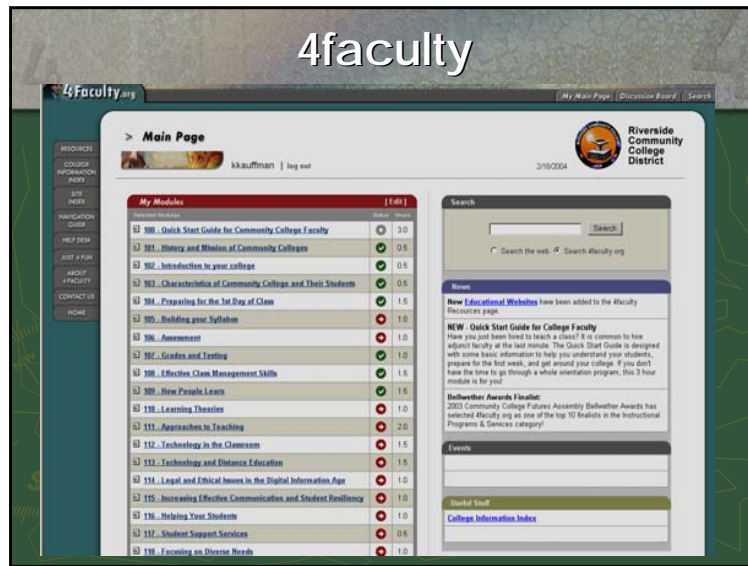 4faculty
4Faculty.org
My Main Page | Discussion Board | Search
> Main Page
kkauffman | log out
2/18/2004
Riverside
Community
College
District
RESOURCES
COLLEGE
INFORMATION
INDEX
SITE
INDEX
NAVIGATION
GUIDE
HELP DESK
JUST 4 FUN
ABOUT
4FACULTY
CONTACT US
HOME
My Modules [ Edit ]
Selected Modules Status Hours
100 - Quick Start Guide for Community College Faculty 3.0
101 - History and Mission of Community Colleges 0.5
102 - Introduction to your college 0.5
103 - Characteristics of Community College and Their Students 0.5
104 - Preparing for the 1st Day of Class 1.5
105 - Building your Syllabus 1.0
106 - Assessment 1.0
107 - Grades and Testing 1.0
108 - Effective Class Management Skills 1.5
109 - How People Learn 1.5
110 - Learning Theories 1.0
111 - Approaches to Teaching 2.0
112 - Technology in the Classroom 1.5
113 - Technology and Distance Education 1.5
114 - Legal and Ethical Issues in the Digital Information Age 1.0
115 - Increasing Effective Communication and Student Resiliency 1.0
116 - Helping Your Students 1.0
117 - Student Support Services 0.5
118 - Focusing on Diverse Needs 1.0
Search
Search
Search the web Search 4faculty.org
News
New Educational Websites have been added to the 4faculty
Recources page.
NEW - Quick Start Guide for College Faculty
Have you just been hired to teach a class? It is common to hire
adjunct faculty at the last minute. The Quick Start Guide is designed
with some basic information to help you understand your students,
prepare for the first week, and get around your college. If you don't
have the time to go through a whole orientation program, this 3 hour
module is for you!
Bellwether Awards Finalist:
2003 Community College Futures Assembly Bellwether Awards has
selected 4faculty.org as one of the top 10 finalists in the Instructional
Programs & Services category!
Events
Useful Stuff
College Information Index